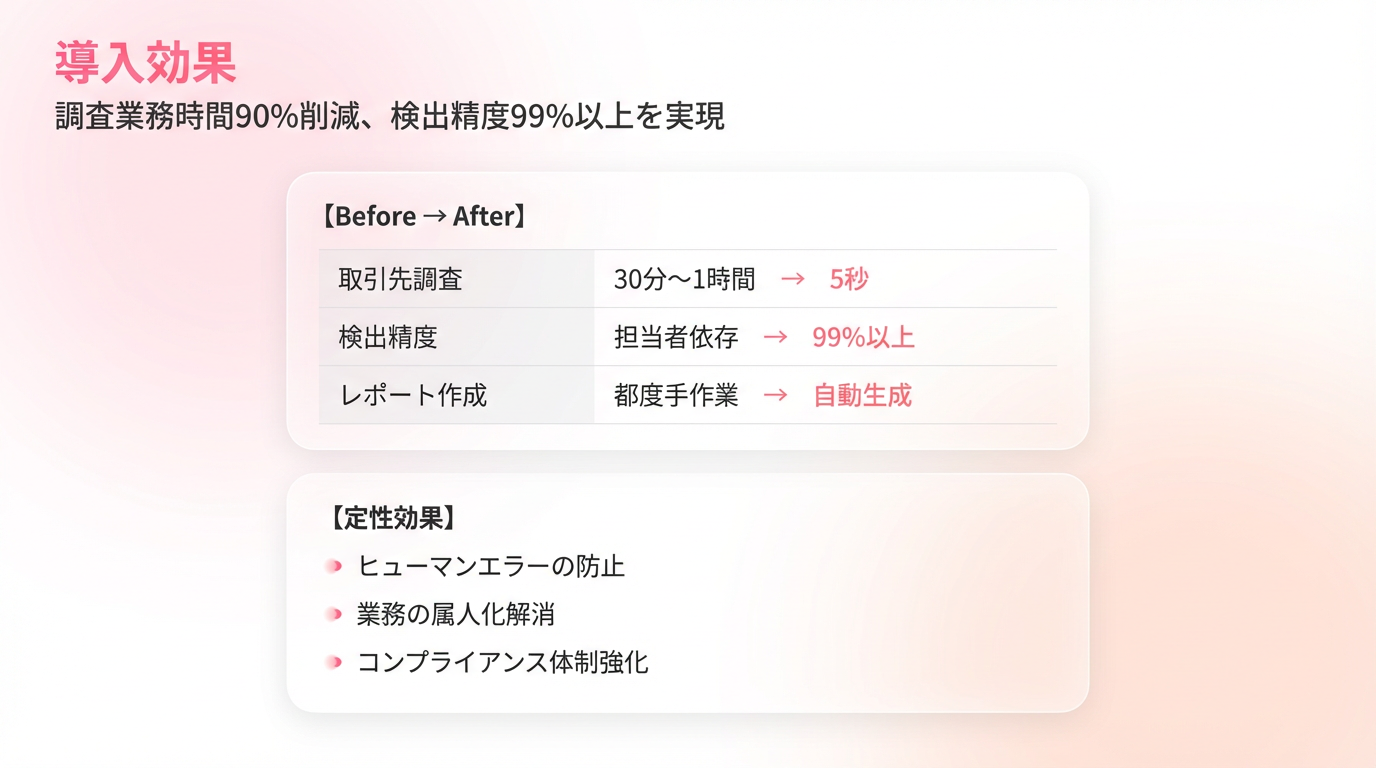 導入効果
調査業務時間90%削減、検出精度99%以上を実現
【Before → After】
取引先調査 30分〜1時間 → 5秒
検出精度 担当者依存 → 99%以上
レポート作成 都度手作業 → 自動生成
【定性効果】
ヒューマンエラーの防止
業務の属人化解消
コンプライアンス体制強化